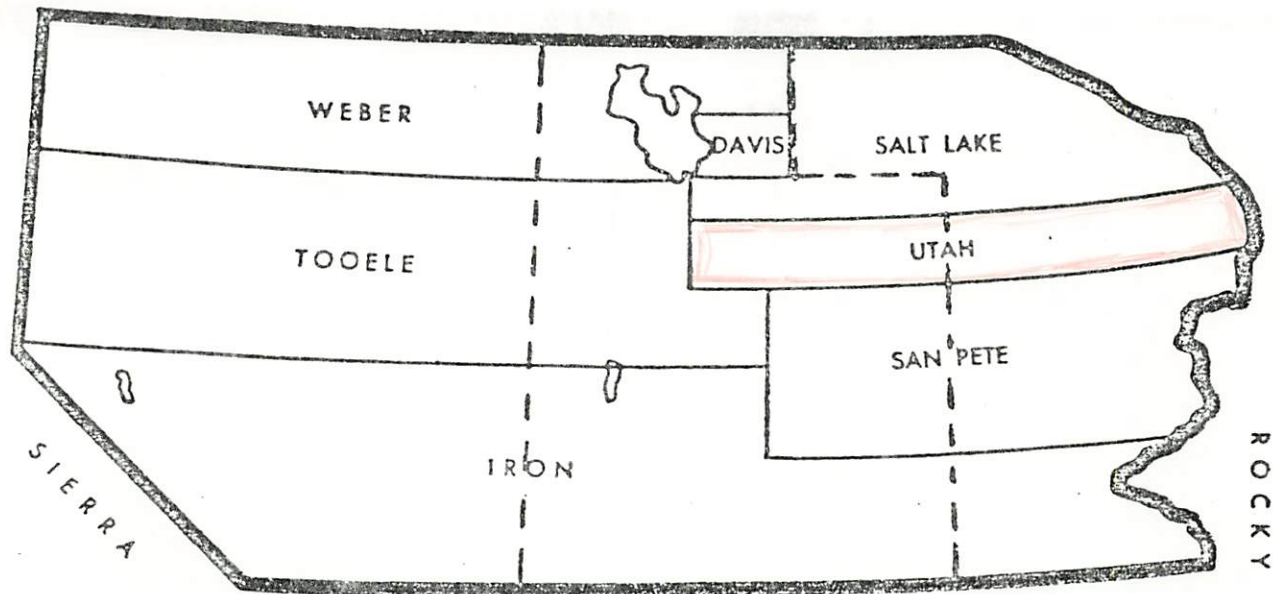 WEBER
DAVIS
SALT LAKE
UTAH
TOOELE
SAN PETE
IRON
SIERRA
ROCKY